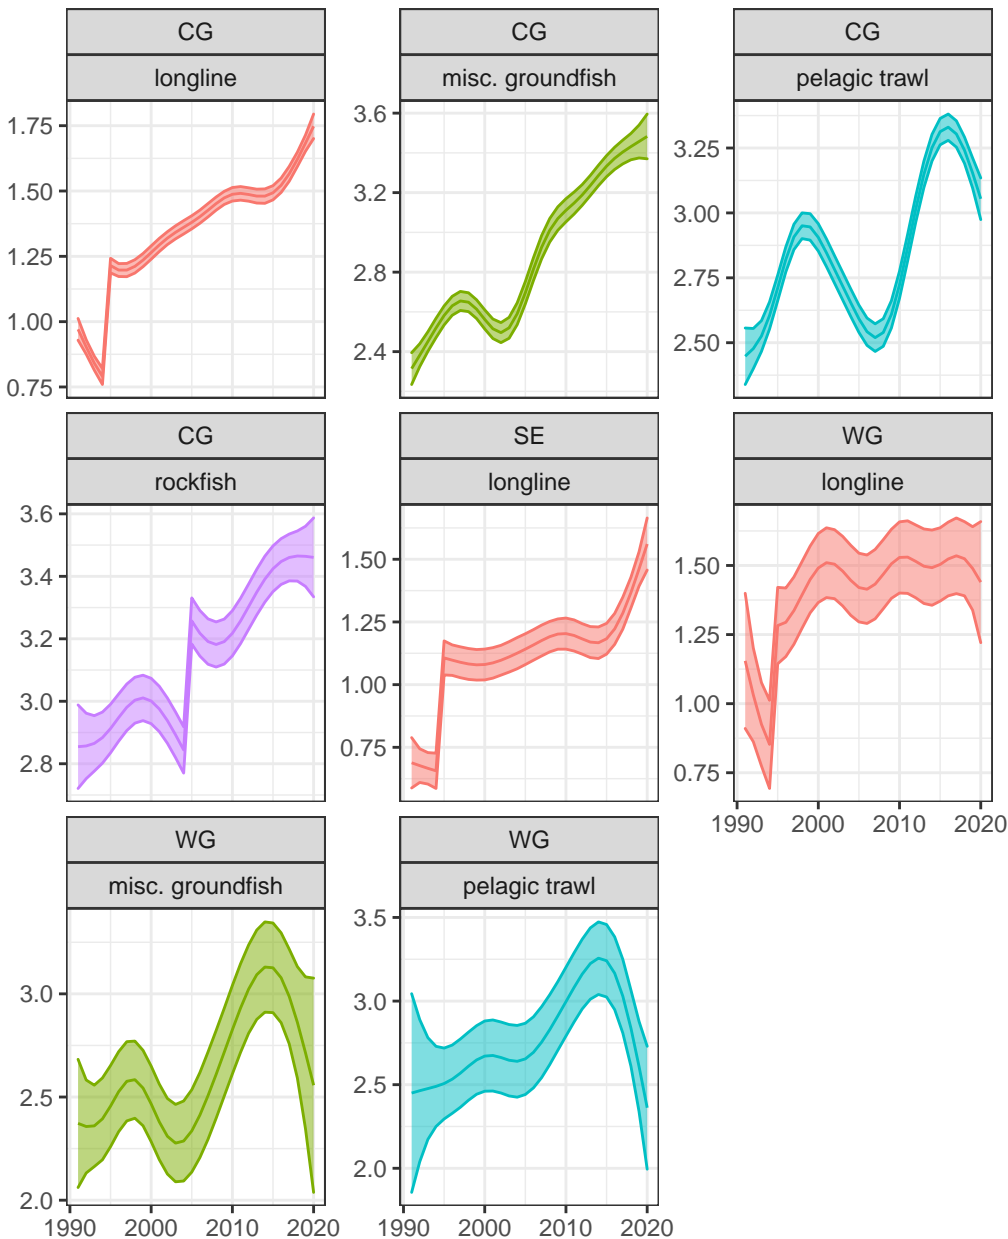 CG
longline
1.75
1.50
1.25
1.00
0.75
CG
misc. groundfish
3.6
3.2
2.8
2.4
CG
pelagic trawl
3.25
3.00
2.75
2.50
CG
rockfish
3.6
3.4
3.2
3.0
2.8
SE
longline
1.50
1.25
1.00
0.75
WG
longline
1.50
1.25
1.00
0.75
1990 2000 2010 2020
WG
misc. groundfish
3.0
2.5
2.0
1990 2000 2010 2020
WG
pelagic trawl
3.5
3.0
2.5
2.0
1990 2000 2010 2020